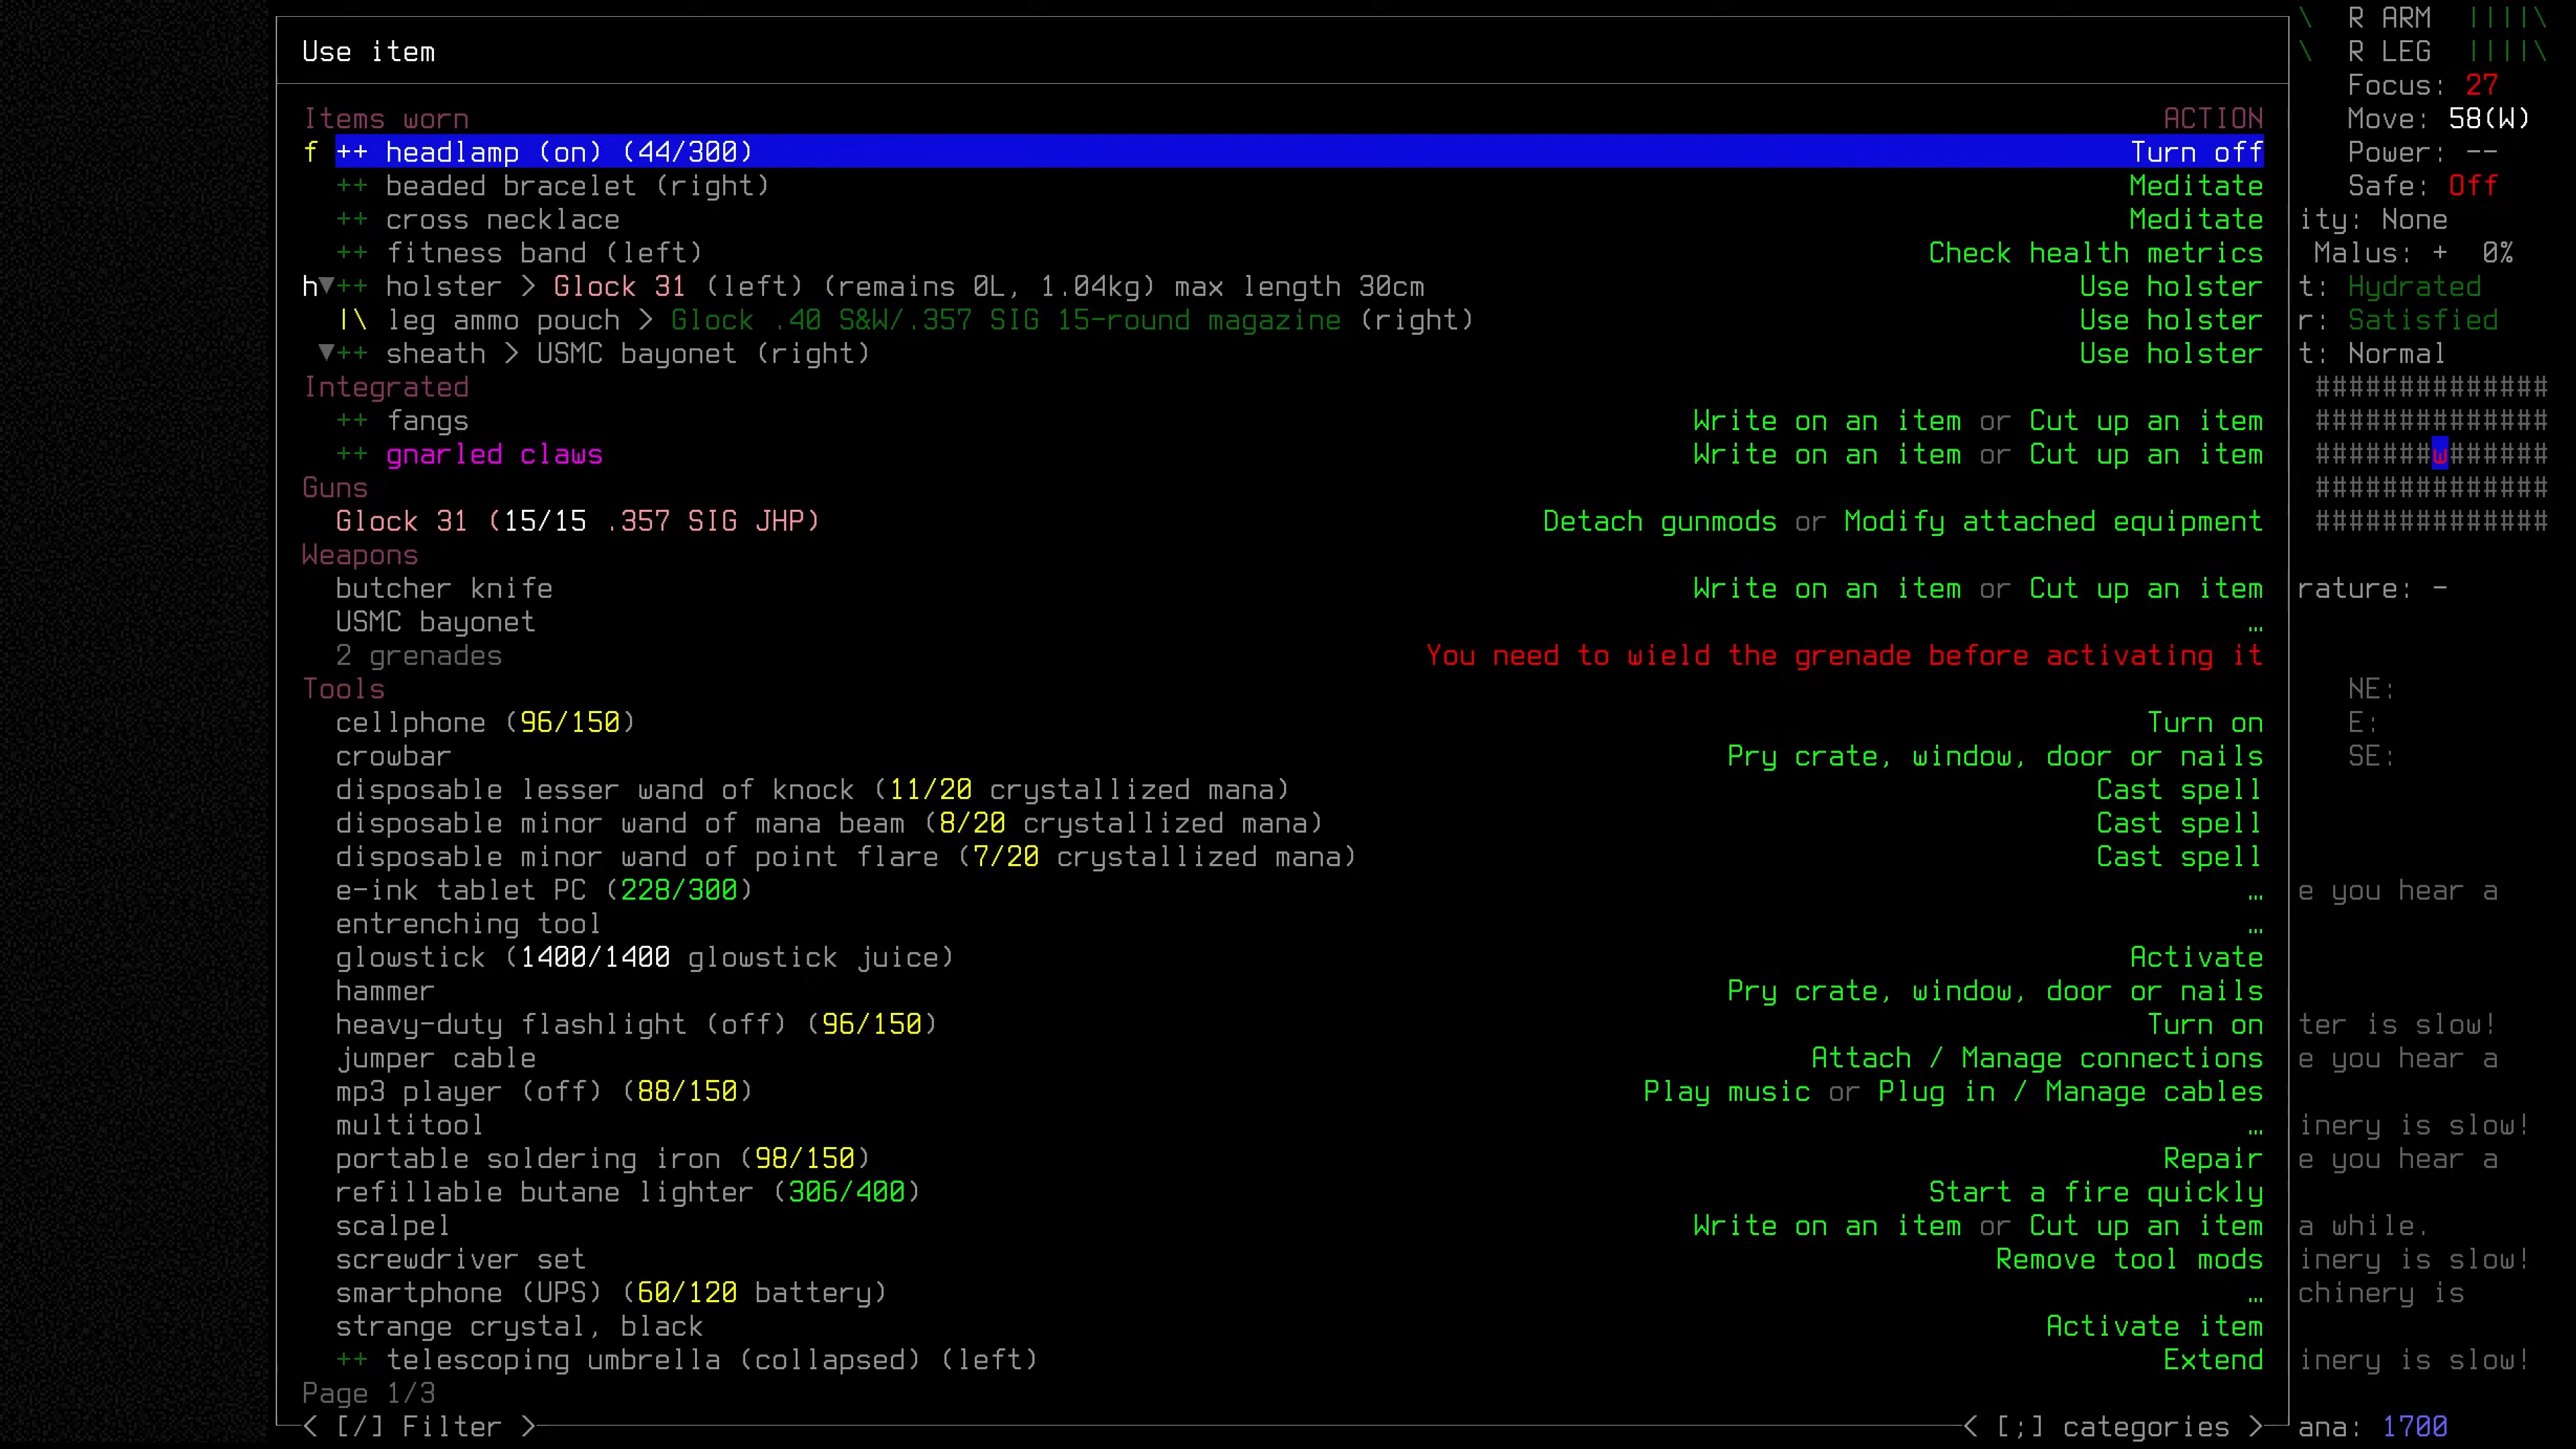 \ R ARM ||||\
Use item \ R LEG ||||\
Focus: 27
Items worn ACTION Move: 58(W)
f ++ headlamp (on) (44/300) Turn off Power: --
++ beaded bracelet (right) Meditate Safe: Off
++ cross necklace Meditate ity: None
++ fitness band (left) Check health metrics Malus: + 0%
h▼++ holster > Glock 31 (left) (remains 0L, 1.04kg) max length 30cm Use holster t: Hydrated
|\ leg ammo pouch > Glock .40 S&W/.357 SIG 15-round magazine (right) Use holster r: Satisfied
▼++ sheath > USMC bayonet (right) Use holster t: Normal
Integrated ##############
++ fangs Write on an item or Cut up an item ##############
++ gnarled claws Write on an item or Cut up an item #######w######
Guns ##############
Glock 31 (15/15 .357 SIG JHP) Detach gunmods or Modify attached equipment ##############
Weapons
butcher knife Write on an item or Cut up an item rature: -
USMC bayonet …
2 grenades You need to wield the grenade before activating it
Tools NE:
cellphone (96/150) Turn on E:
crowbar Pry crate, window, door or nails SE:
disposable lesser wand of knock (11/20 crystallized mana) Cast spell
disposable minor wand of mana beam (8/20 crystallized mana) Cast spell
disposable minor wand of point flare (7/20 crystallized mana) Cast spell
e-ink tablet PC (228/300) … e you hear a
entrenching tool …
glowstick (1400/1400 glowstick juice) Activate
hammer Pry crate, window, door or nails
heavy-duty flashlight (off) (96/150) Turn on ter is slow!
jumper cable Attach / Manage connections e you hear a
mp3 player (off) (88/150) Play music or Plug in / Manage cables
multitool … inery is slow!
portable soldering iron (98/150) Repair e you hear a
refillable butane lighter (306/400) Start a fire quickly
scalpel Write on an item or Cut up an item a while.
screwdriver set Remove tool mods inery is slow!
smartphone (UPS) (60/120 battery) … chinery is
strange crystal, black Activate item
++ telescoping umbrella (collapsed) (left) Extend inery is slow!
Page 1/3
< [/] Filter > < [;] categories > ana: 1700